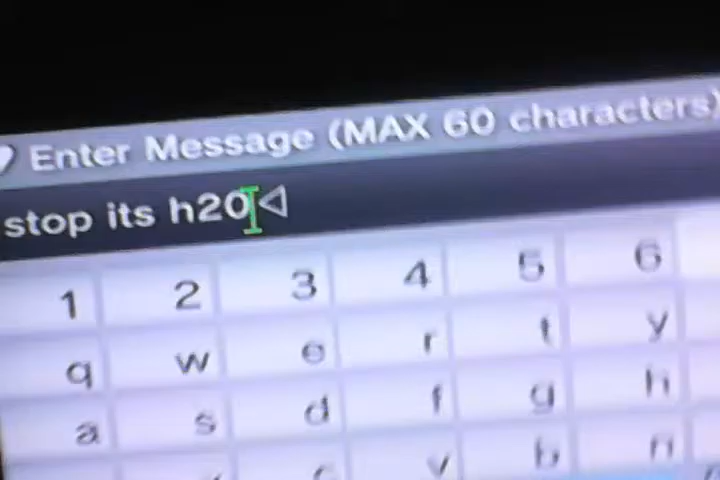 Enter Message (MAX 60 characters)
stop its h20
1 2 3 4 5 6
q w e r t y
a s d f g h
c v b n